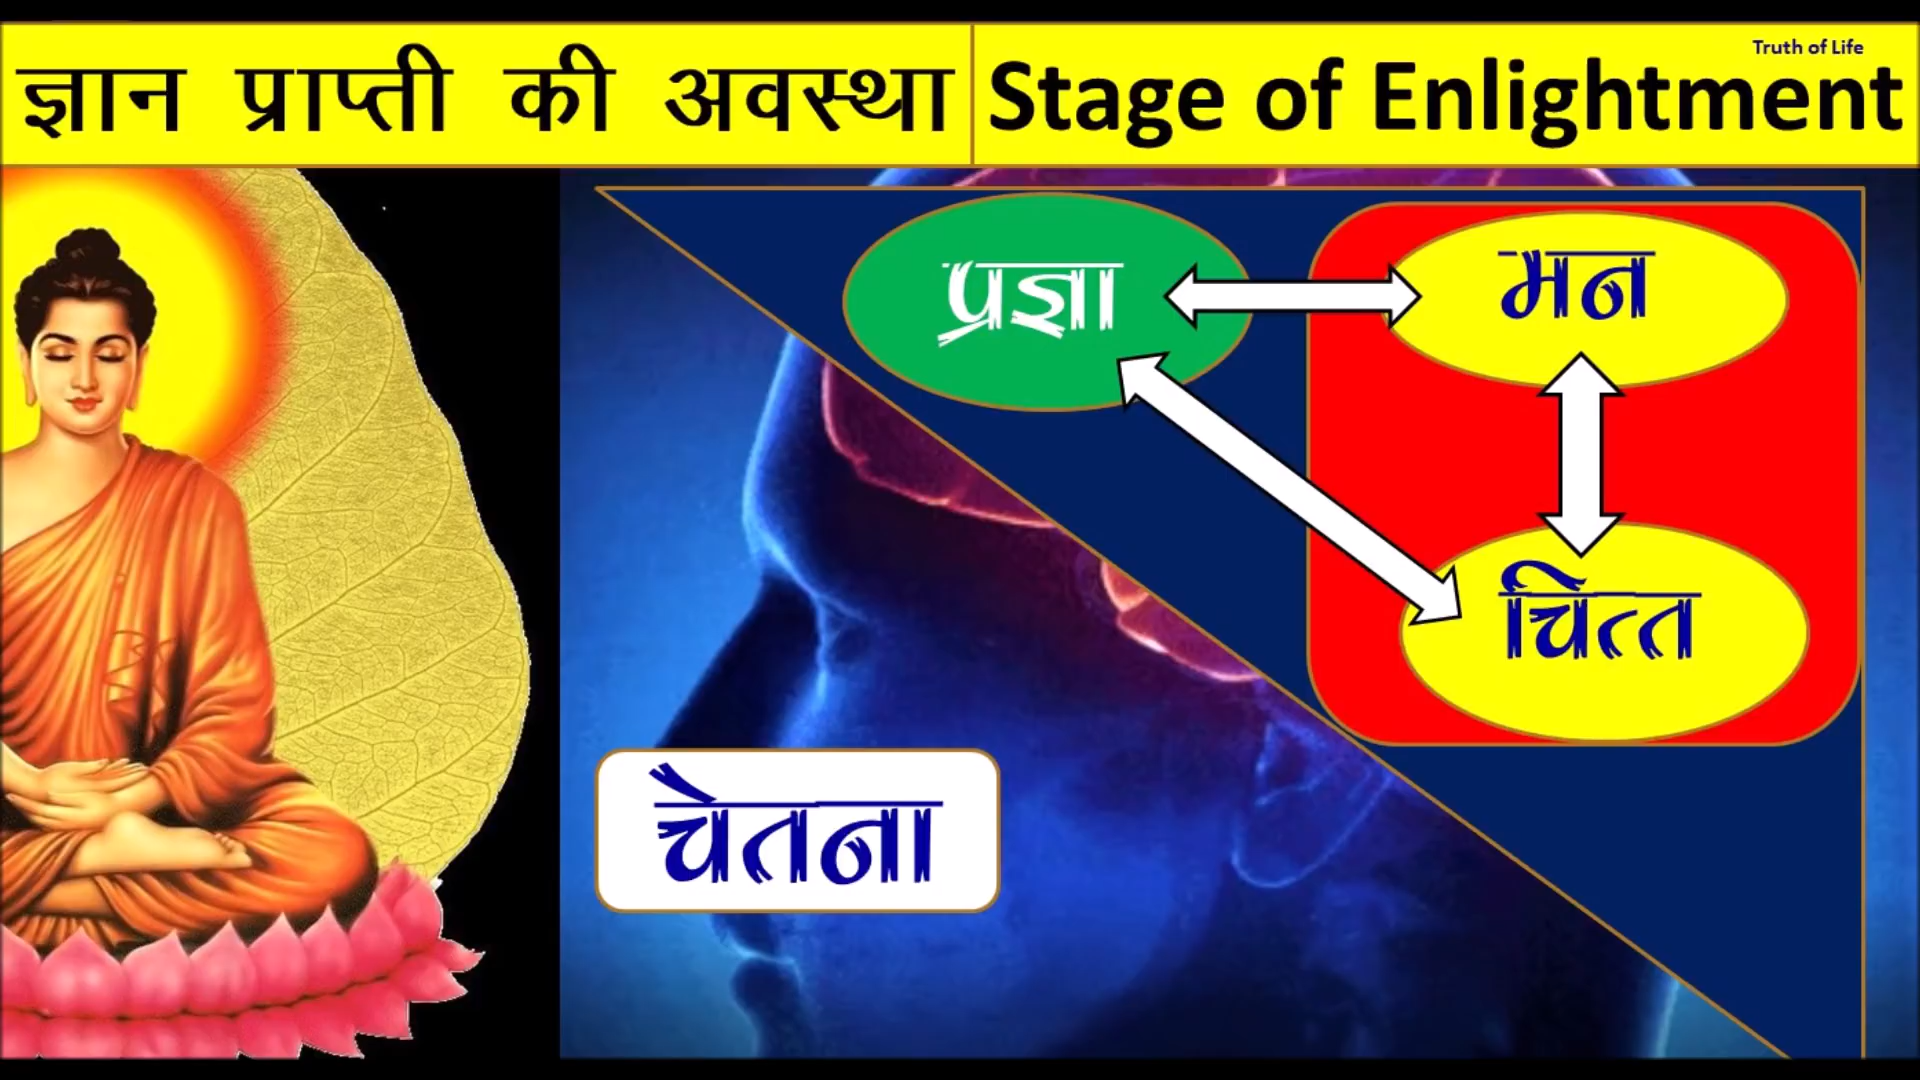 Truth of Life
ज्ञान प्राप्ती की अवस्था
Stage of Enlightment
प्रज्ञा
मन
चित्त
चेतना